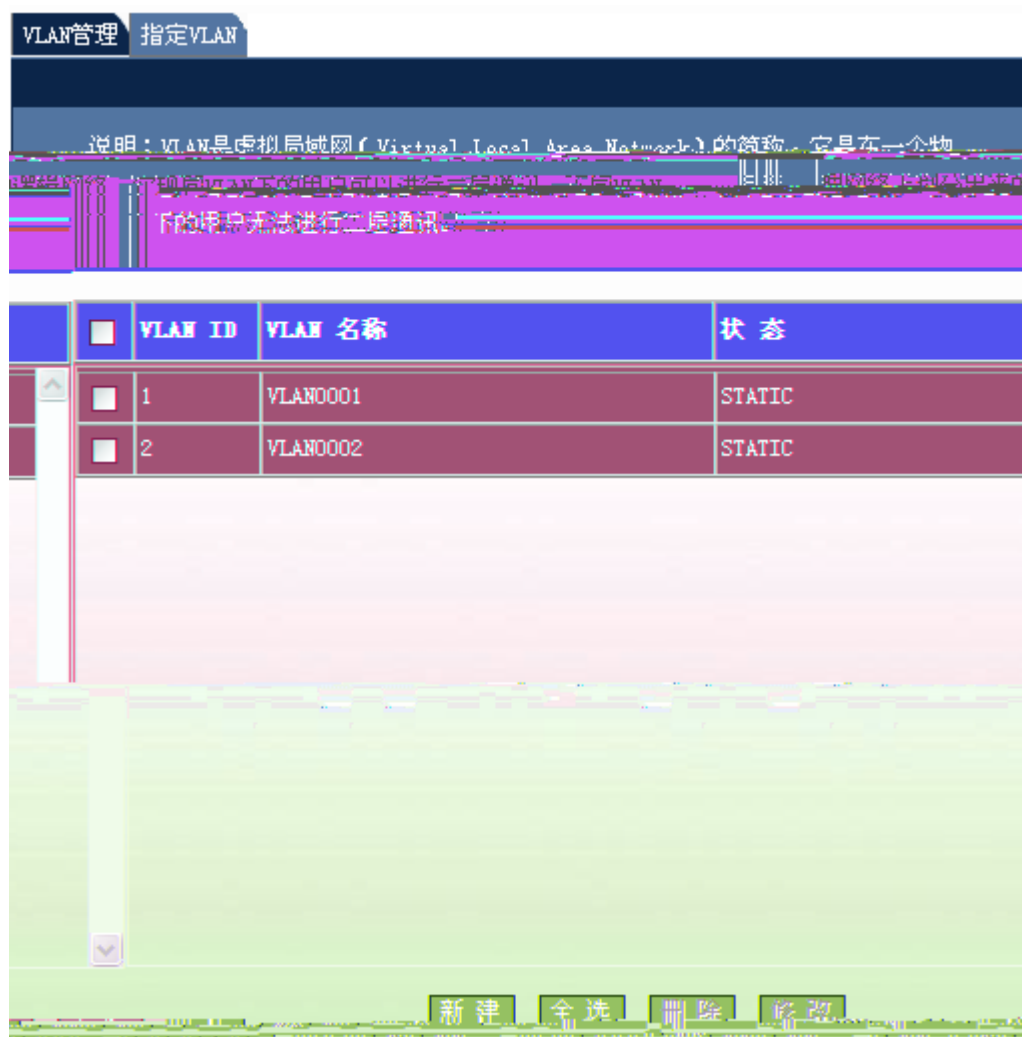 VLAN管理 指定VLAN
说明：VLAN是虚拟局域网(Virtual Local Area Network)的简称，它是在一个物
下的用户无法进行二层通讯
VLAN ID VLAN 名称 状 态
1 VLAN0001 STATIC
2 VLAN0002 STATIC
新 建 全 选 删 除 修 改